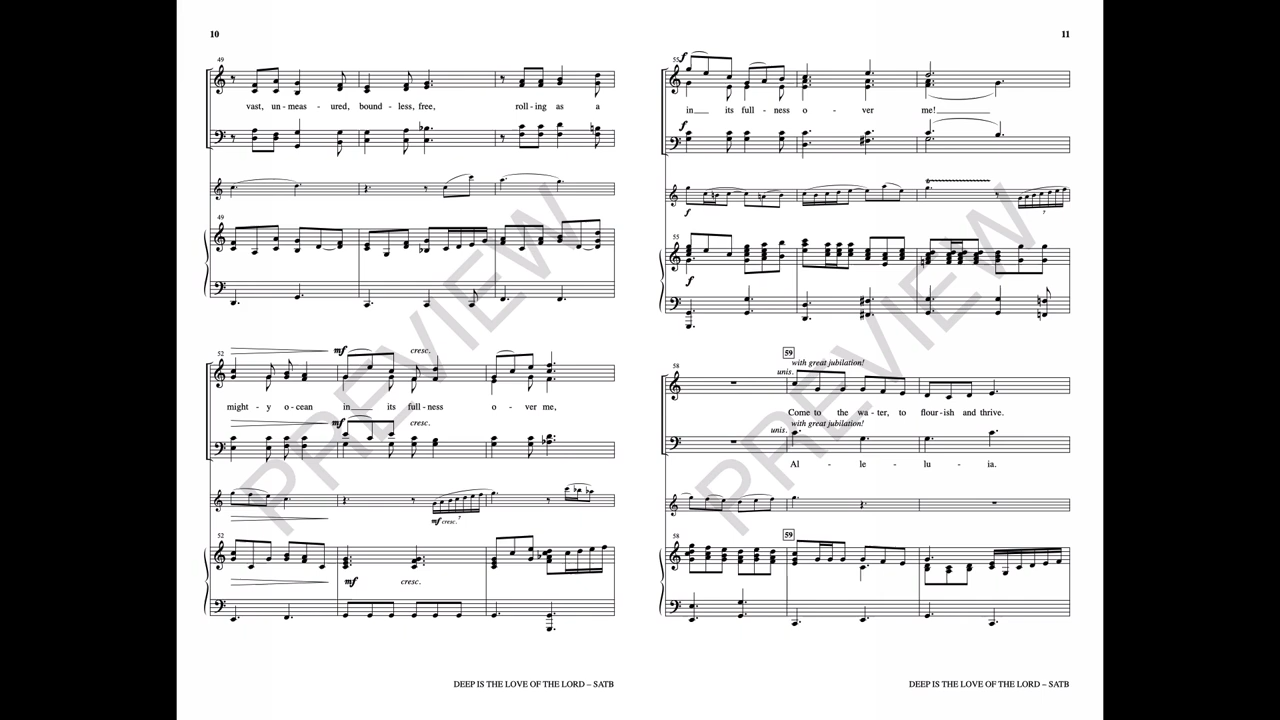 10
49
vast, un - meas - ured, bound - less, free, roll - ing as a
49
52
mf cresc.
might - y o - cean in its full - ness o - ver me,
mf cresc.
mf cresc. 7
mf cresc.
DEEP IS THE LOVE OF THE LORD – SATB
PREVIEW
11
55
f
in its full - ness o - ver me!
f
f
7
55
f
59
with great jubilation!
58
unis.
Come to the wa - ter, to flour - ish and thrive.
with great jubilation!
unis.
Al - le - lu - ia.
58
59
DEEP IS THE LOVE OF THE LORD – SATB
PREVIEW